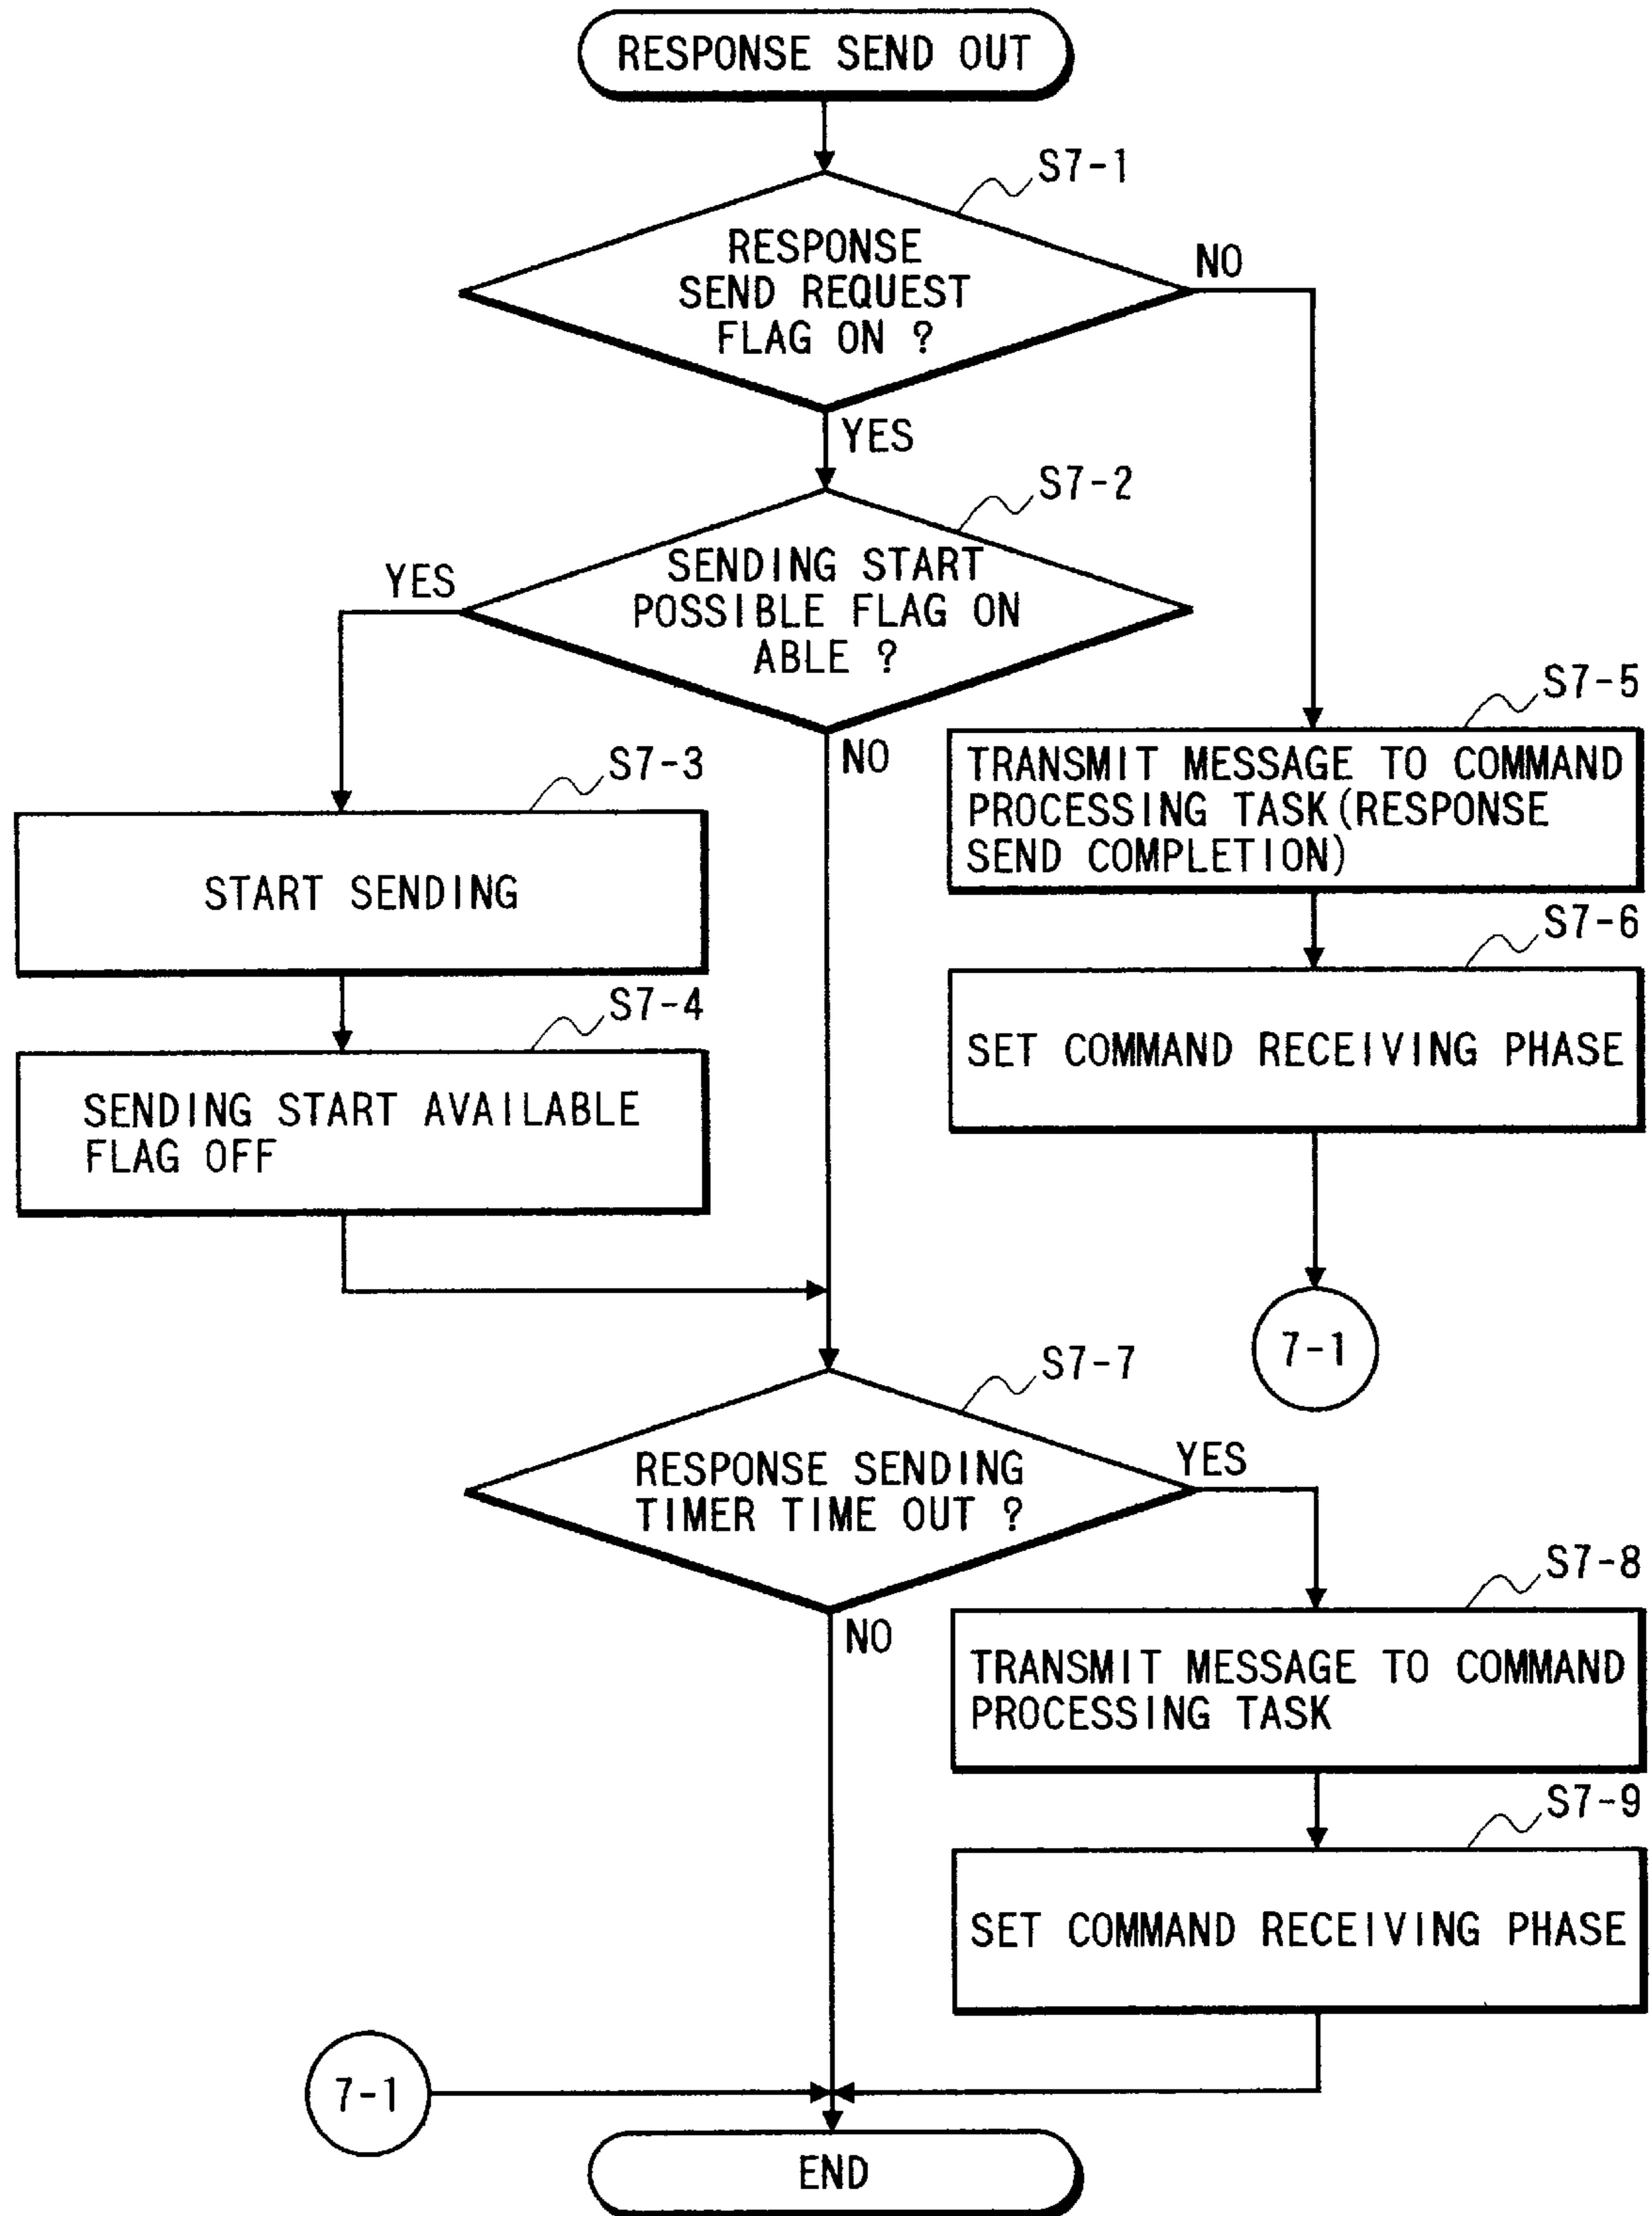 RESPONSE SEND OUT
S7-1
RESPONSE
SEND REQUEST
FLAG ON ?
NO
YES
S7-2
SENDING START
POSSIBLE FLAG ON
ABLE ?
YES
NO
S7-3
START SENDING
S7-4
SENDING START AVAILABLE
FLAG OFF
S7-5
TRANSMIT MESSAGE TO COMMAND
PROCESSING TASK(RESPONSE
SEND COMPLETION)
S7-6
SET COMMAND RECEIVING PHASE
7-1
S7-7
RESPONSE SENDING
TIMER TIME OUT ?
YES
NO
S7-8
TRANSMIT MESSAGE TO COMMAND
PROCESSING TASK
S7-9
SET COMMAND RECEIVING PHASE
7-1
END